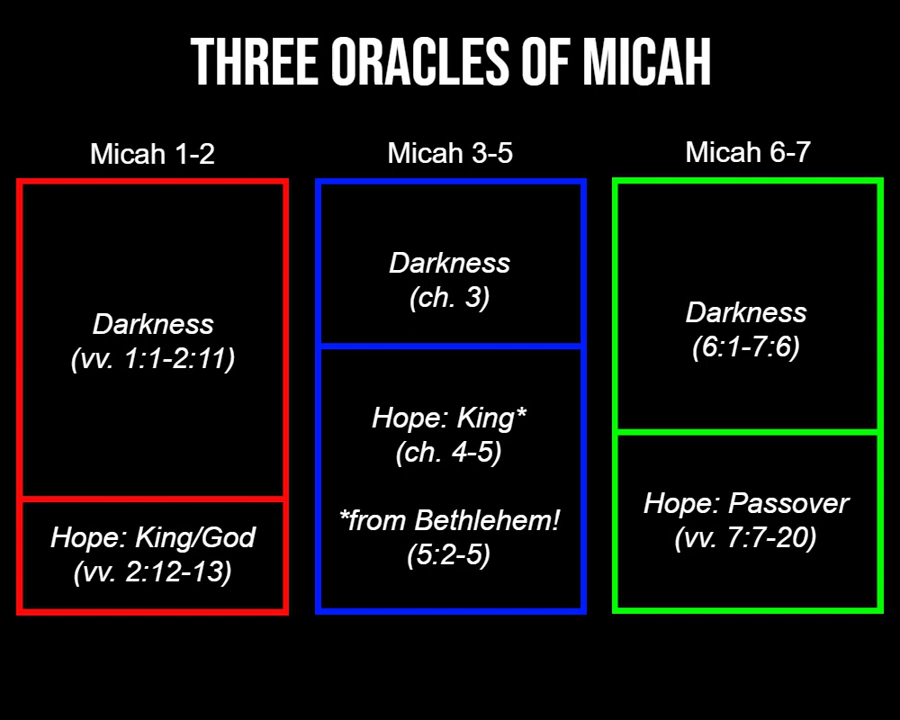 THREE ORACLES OF MICAH
Micah 1-2
Darkness
(vv. 1:1-2:11)
Hope: King/God
(vv. 2:12-13)
Micah 3-5
Darkness
(ch. 3)
Hope: King*
(ch. 4-5)
*from Bethlehem!
(5:2-5)
Micah 6-7
Darkness
(6:1-7:6)
Hope: Passover
(vv. 7:7-20)